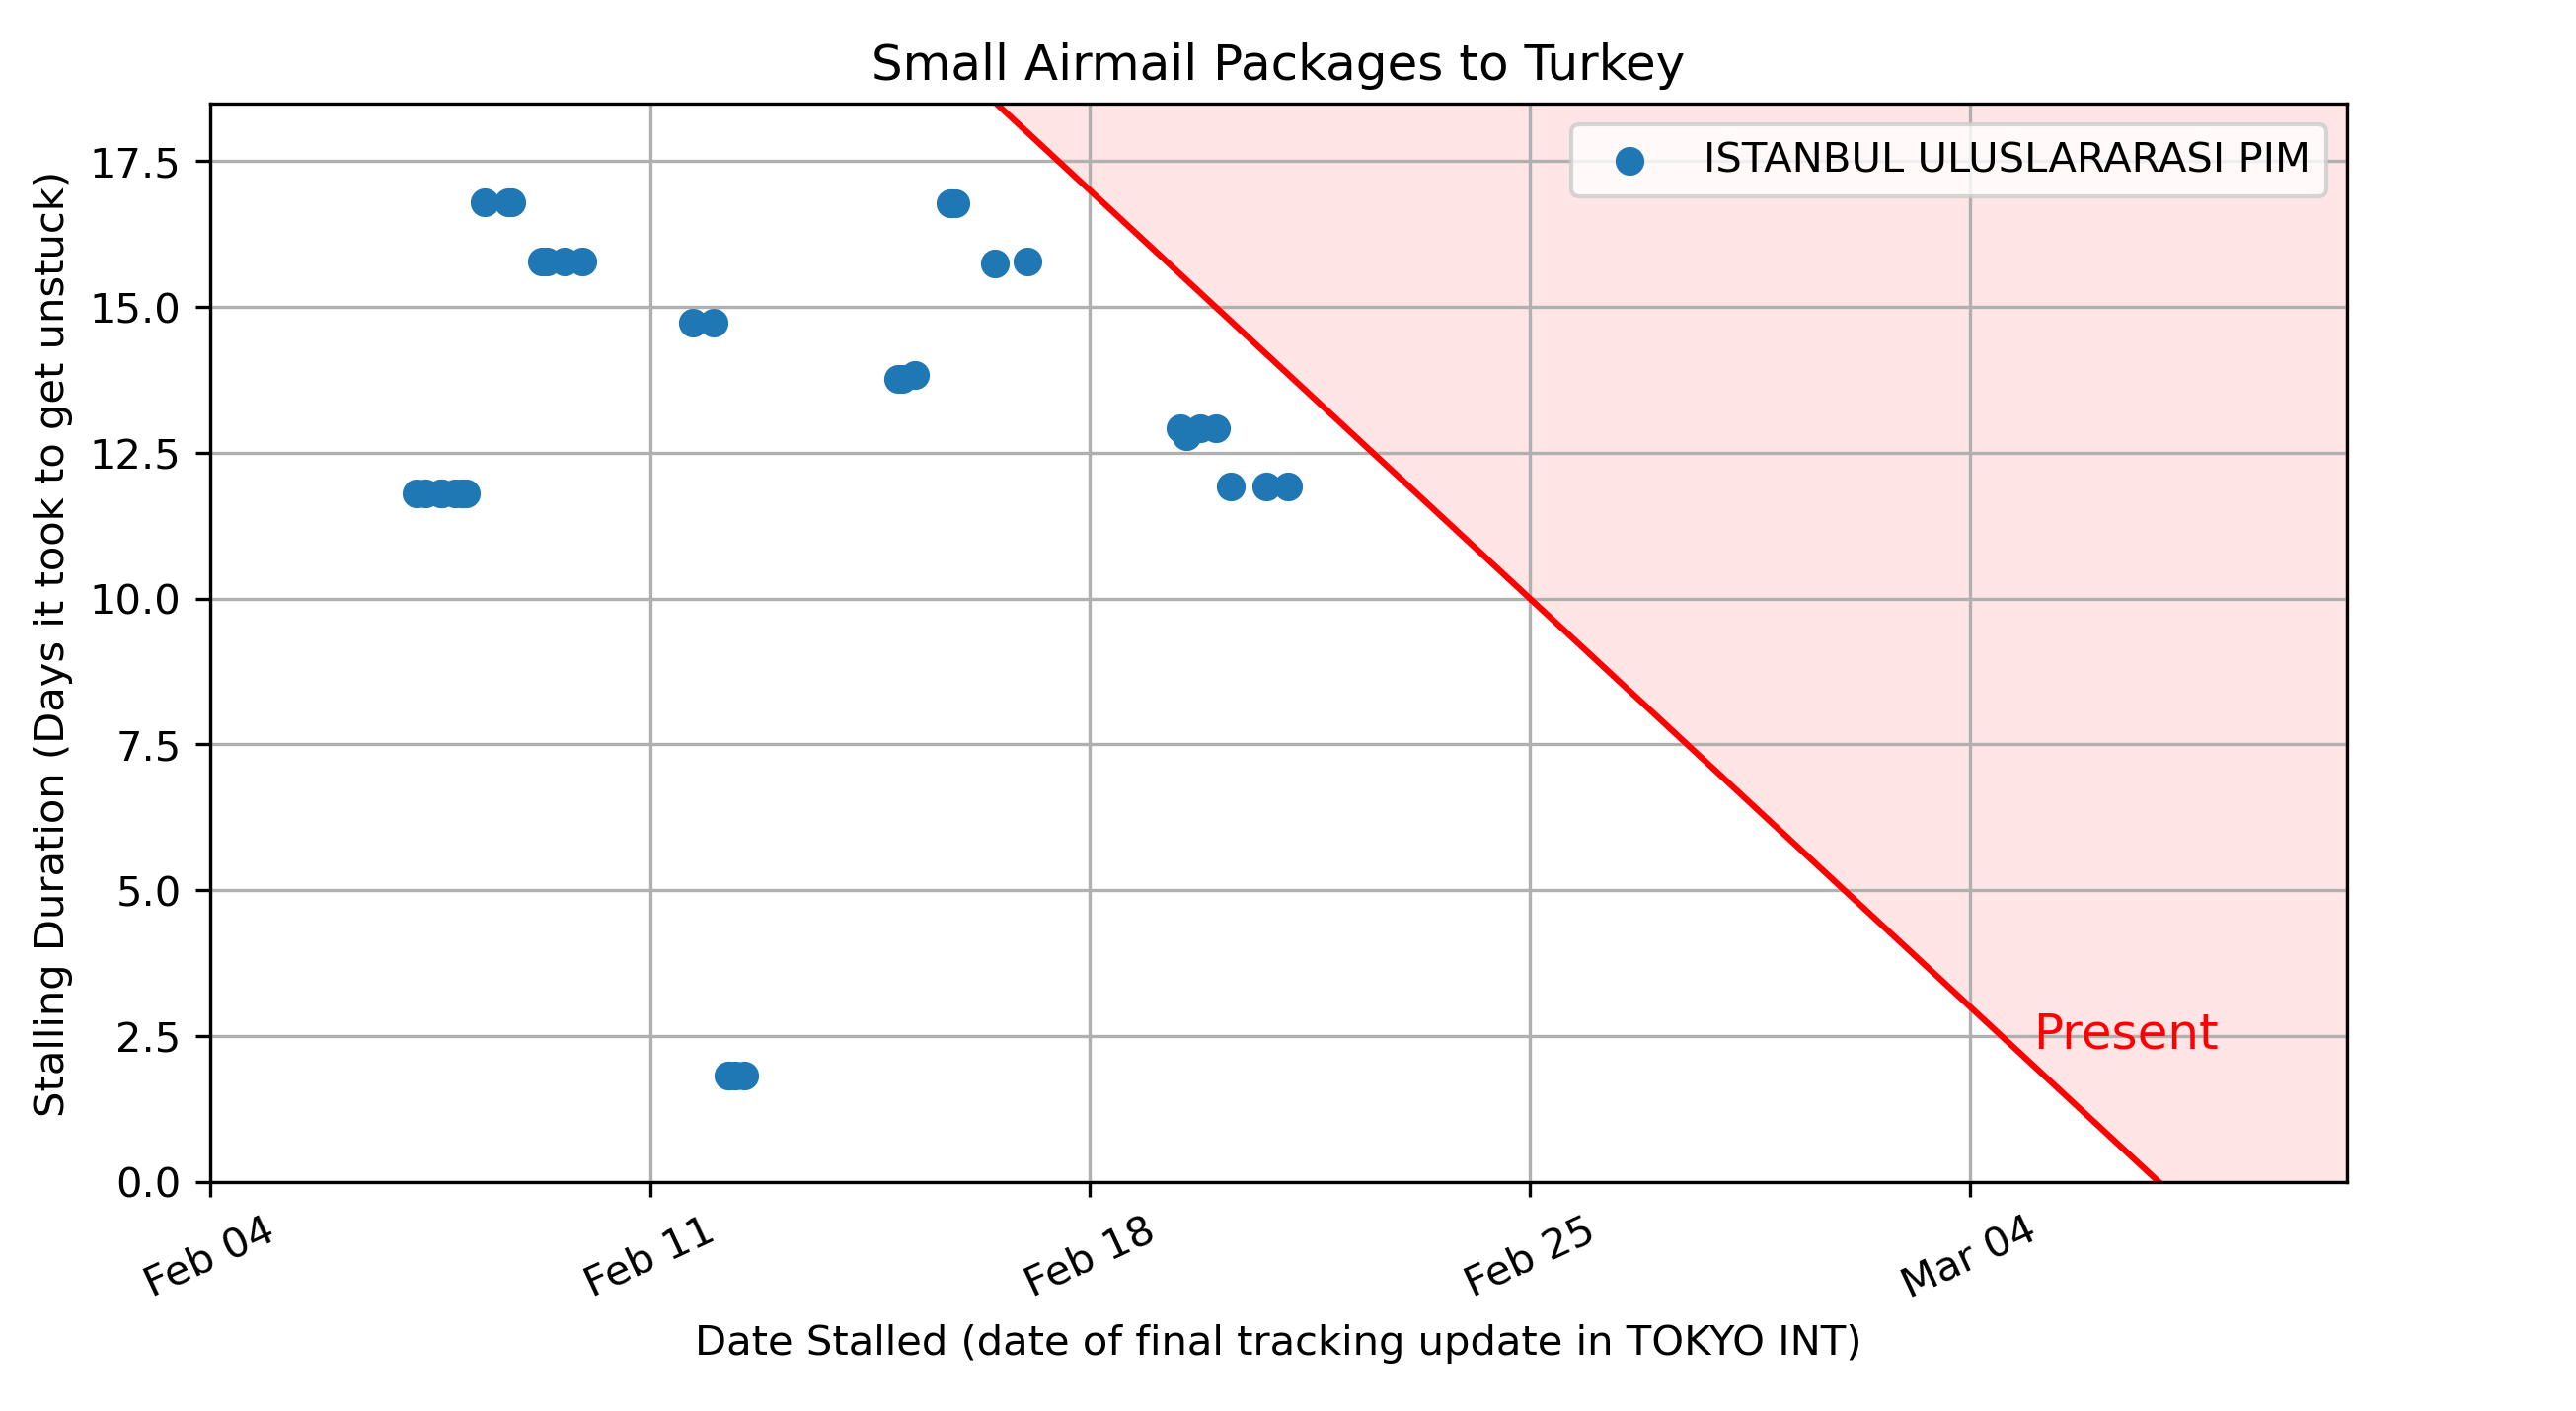 Small Airmail Packages to Turkey
ISTANBUL ULUSLARARASI PIM
Stalling Duration (Days it took to get unstuck)
17.5
15.0
12.5
10.0
7.5
5.0
2.5
0.0
Present
Feb 04
Feb 11
Feb 18
Feb 25
Mar 04
Date Stalled (date of final tracking update in TOKYO INT)